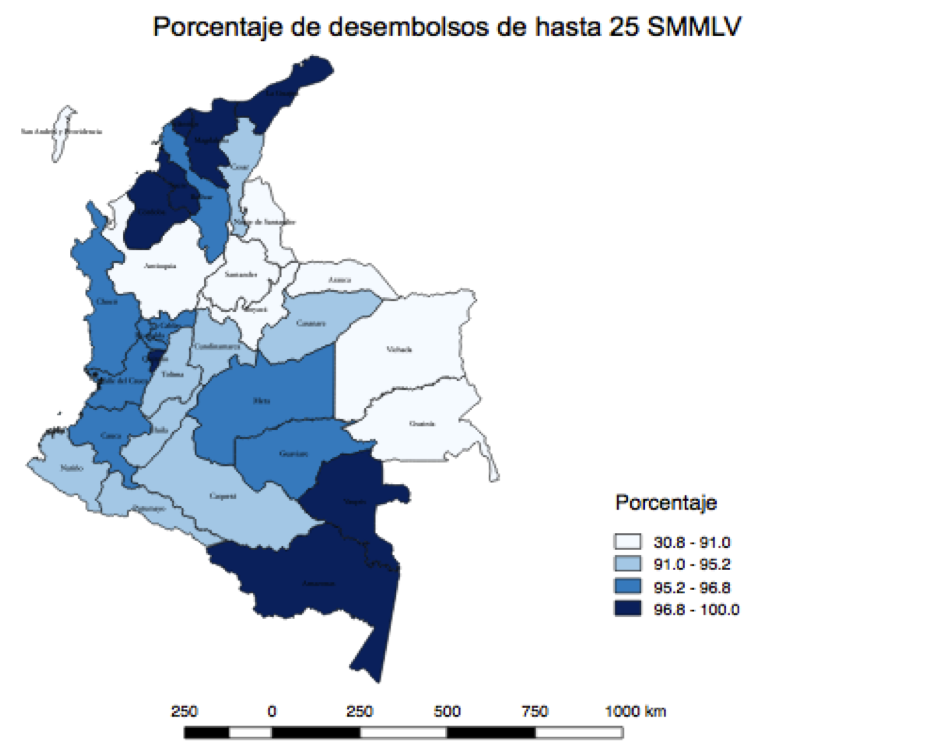 Porcentaje de desembolsos de hasta 25 SMMLV
La Guajira
San Andrés y Providencia
Magdalena
Cesar
Bolívar
Córdoba
Norte de Santander
Antioquia
Santander
Arauca
Boyacá
Chocó
Casanare
Caldas
Cundinamarca
Vichada
Tolima
Valle del Cauca
Meta
Cauca
Huila
Guainía
Guaviare
Nariño
Caquetá
Vaupés
Putumayo
Amazonas
Porcentaje
30.8 - 91.0
91.0 - 95.2
95.2 - 96.8
96.8 - 100.0
250 0 250 500 750 1000 km